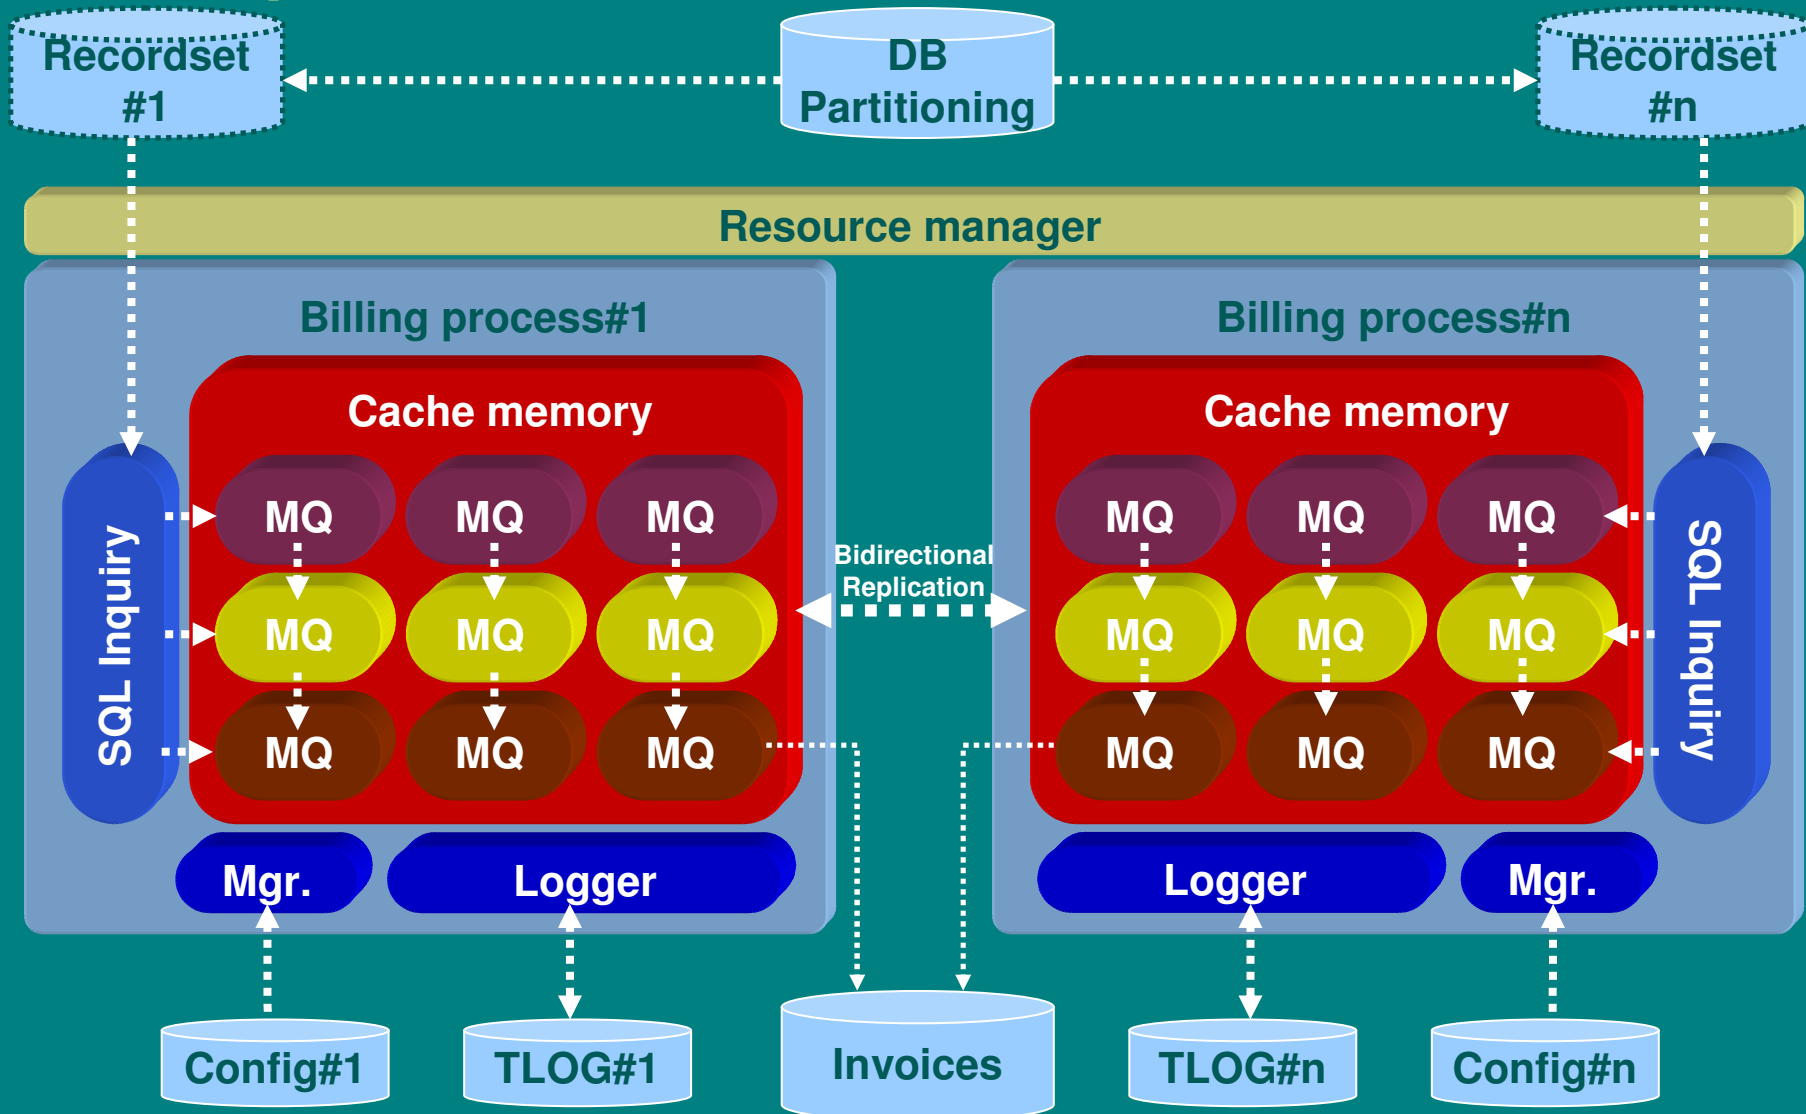 Recordset
#1
DB
Partitioning
Recordset
#n
Resource manager
Billing process#1
Billing process#n
Cache memory
Cache memory
SQL Inquiry
MQ
MQ
MQ
MQ
MQ
MQ
MQ
MQ
MQ
Bidirectional
Replication
MQ
MQ
MQ
MQ
MQ
MQ
MQ
MQ
MQ
SQL Inquiry
Mgr.
Logger
Logger
Mgr.
Config#1
TLOG#1
Invoices
TLOG#n
Config#n